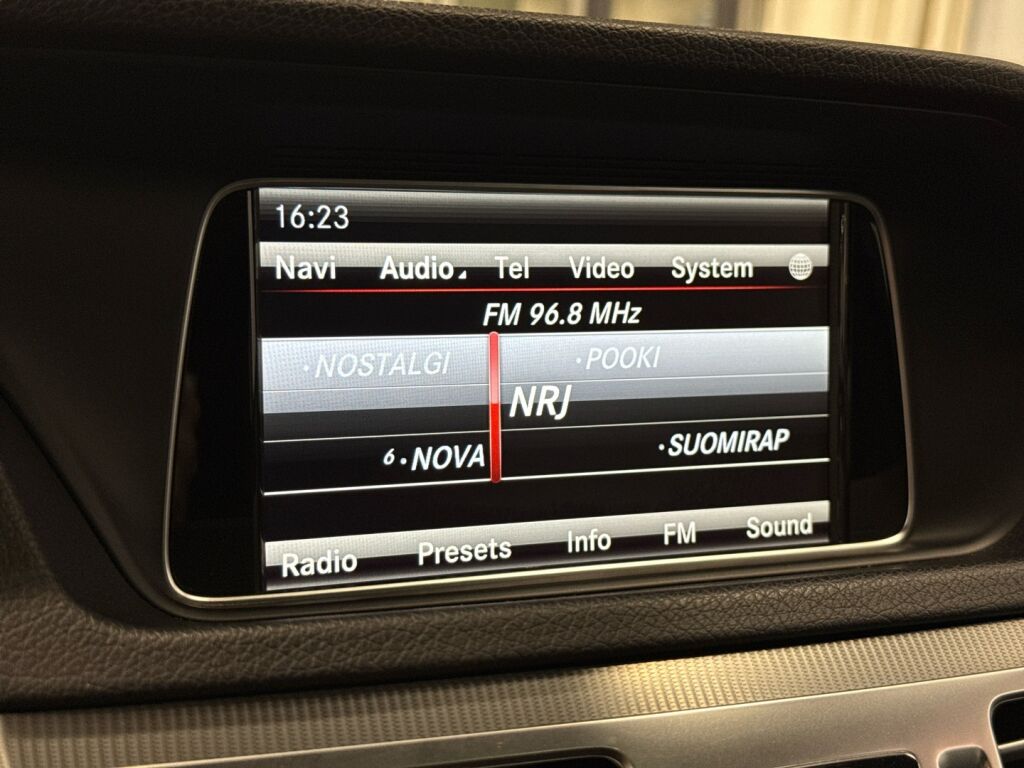 16:23
Navi Audio Tel Video System
FM 96.8 MHz
·NOSTALGI ·POOKI
NRJ
6·NOVA ·SUOMIRAP
Radio Presets Info FM Sound